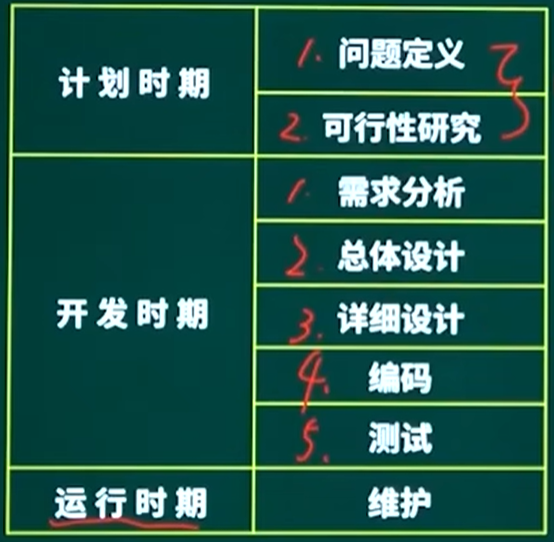 计划时期
1. 问题定义
2. 可行性研究
开发时期
1. 需求分析
2. 总体设计
3. 详细设计
4. 编码
5. 测试
运行时期
维护